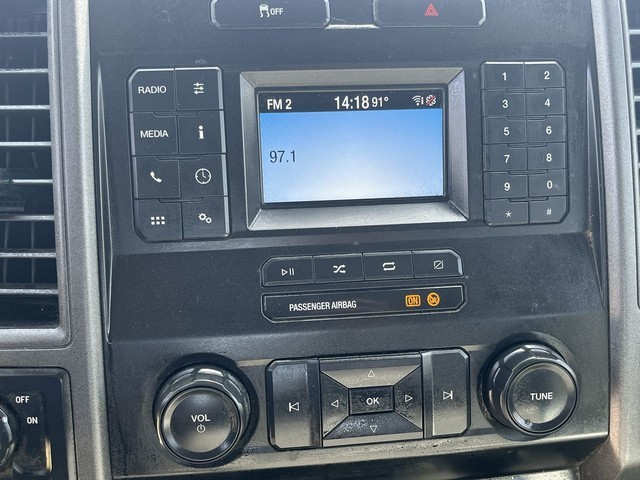 OFF
RADIO
MEDIA
i
FM 2 14:18 91°
97.1
1 2
3 4
5 6
7 8
9 0
* #
PASSENGER AIRBAG ON
OFF
ON
VOL
OK
TUNE